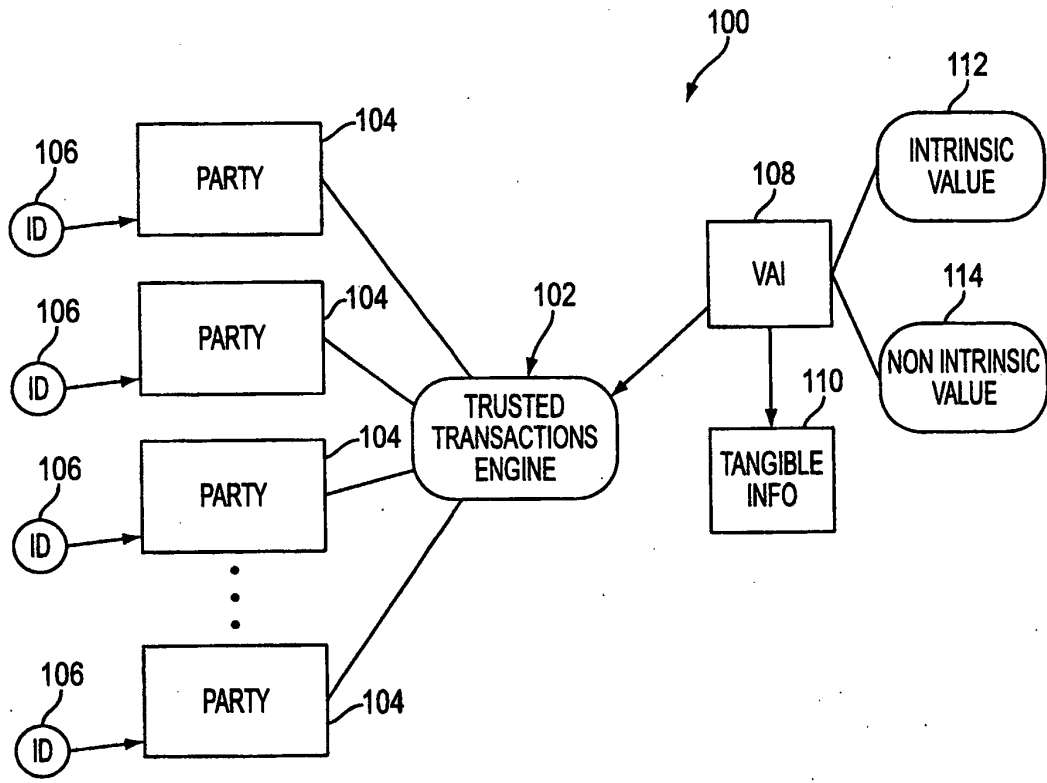 100
112
INTRINSIC
VALUE
104
106
PARTY
ID
108
VAI
114
NON INTRINSIC
VALUE
104
106
PARTY
ID
102
TRUSTED
TRANSACTIONS
ENGINE
110
TANGIBLE
INFO
104
106
PARTY
ID
106
PARTY
104
ID